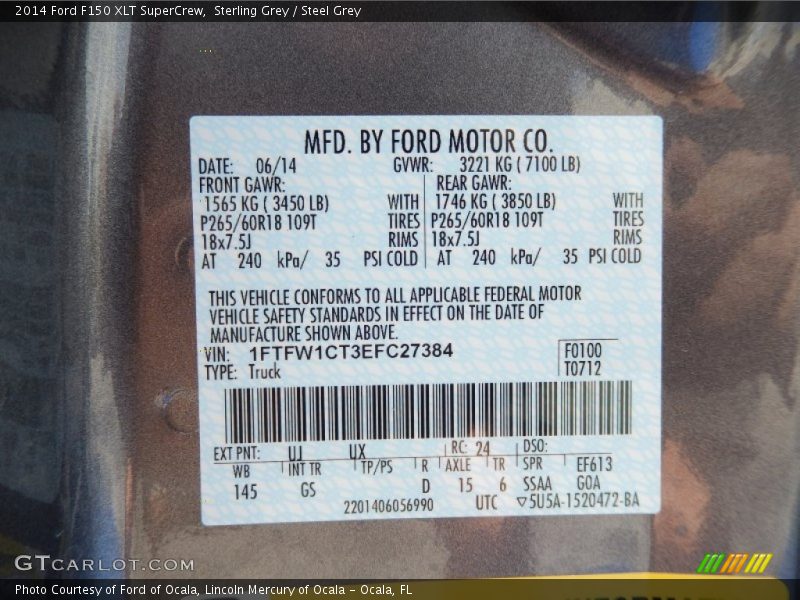 2014 Ford F150 XLT SuperCrew,  Sterling Grey / Steel Grey
MFD. BY FORD MOTOR CO.
DATE: 06/14 GVWR: 3221 KG ( 7100 LB)
FRONT GAWR: REAR GAWR:
1565 KG ( 3450 LB) WITH 1746 KG ( 3850 LB) WITH
P265/60R18 109T TIRES P265/60R18 109T TIRES
18x7.5J RIMS 18x7.5J RIMS
AT 240 kPa/ 35 PSI COLD AT 240 kPa/ 35 PSI COLD
THIS VEHICLE CONFORMS TO ALL APPLICABLE FEDERAL MOTOR
VEHICLE SAFETY STANDARDS IN EFFECT ON THE DATE OF
MANUFACTURE SHOWN ABOVE.
VIN: 1FTFW1CT3EFC27384 F0100
TYPE: Truck T0712
EXT PNT: UJ UX RC: 24 DSO:
WB INT TR TP/PS R AXLE TR SPR EF613
145 GS D 15 6 SSAA GOA
2201406056990 UTC ▽5U5A-1520472-BA
GTCARLOT.COM
Photo Courtesy of Ford of Ocala, Lincoln Mercury of Ocala – Ocala, FL